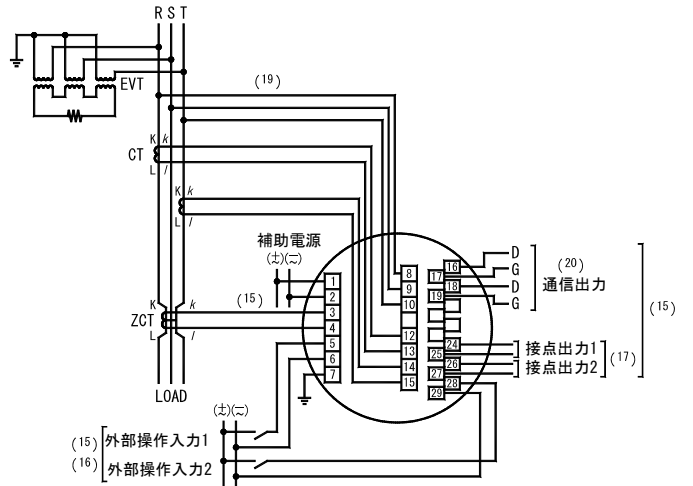 R S T
EVT
(19)
K k
CT
L l
K k
L l
補助電源
(±)(∓)
(15)
K k
ZCT
L l
LOAD
1
2
3
4
5
6
7
8
9
10
12
13
14
15
16
17
18
19
24
25
26
27
28
29
D
G
D
G
(20)
通信出力
(15)
接点出力1
接点出力2
(17)
(±)(∓)
(15)
(16)
外部操作入力1
外部操作入力2